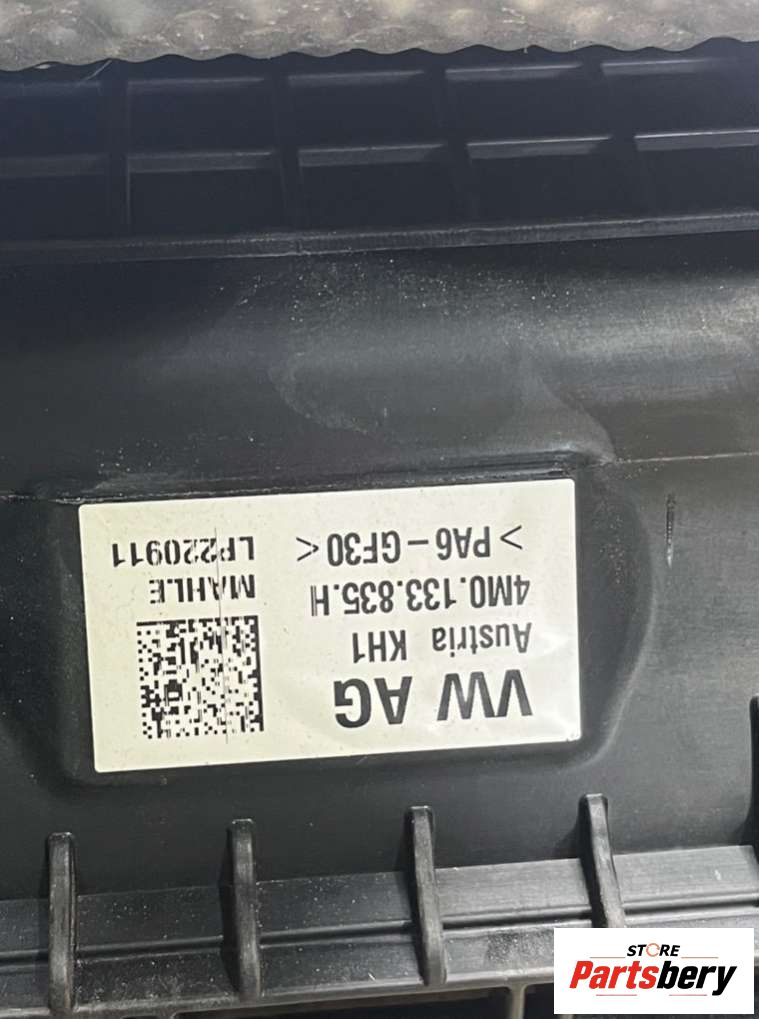 VW AG
Austria KH1
4M0.133.835.H
>PA6-GF30<
MAHLE
LP220911
STORE
Partsbery